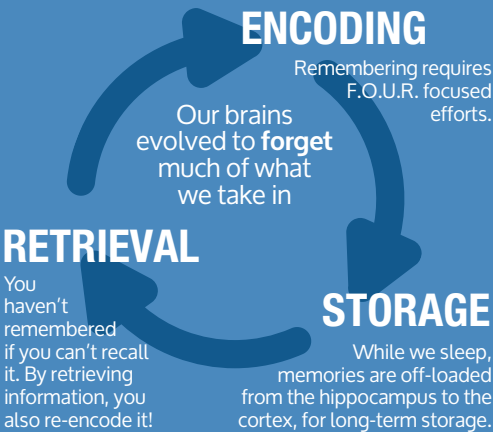 ENCODING
Remembering requires
F.O.U.R. focused
efforts.
Our brains
evolved to forget
much of what
we take in
RETRIEVAL
You
haven't
remembered
if you can't recall
it. By retrieving
information, you
also re-encode it!
STORAGE
While we sleep,
memories are off-loaded
from the hippocampus to the
cortex, for long-term storage.